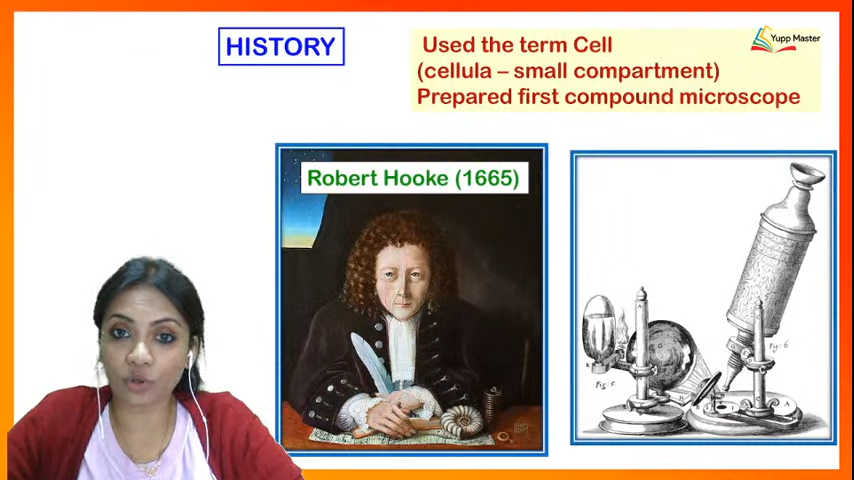 HISTORY
Used the term Cell
(cellula – small compartment)
Prepared first compound microscope
Yupp Master
Robert Hooke (1665)
Fig: 6.
Fig: 5.